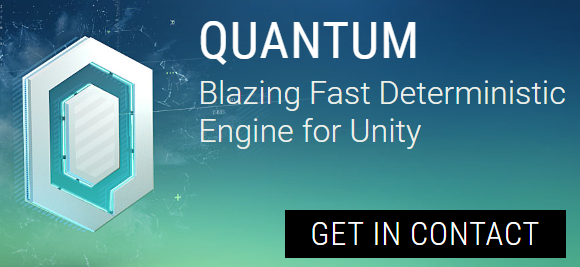 QUANTUM
Blazing Fast Deterministic
Engine for Unity
GET IN CONTACT